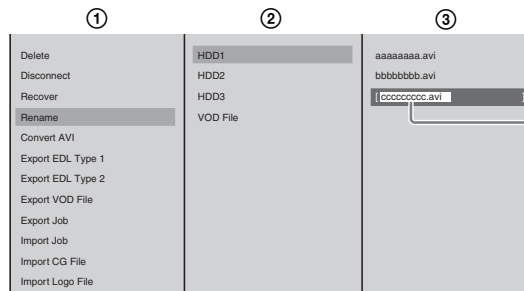 1 2 3
Delete
Disconnect
Recover
Rename
Convert AVI
Export EDL Type 1
Export EDL Type 2
Export VOD File
Export Job
Import Job
Import CG File
Import Logo File
HDD1
HDD2
HDD3
VOD File
aaaaaaaa.avi
bbbbbbbb.avi
[ccccccccc.avi ]